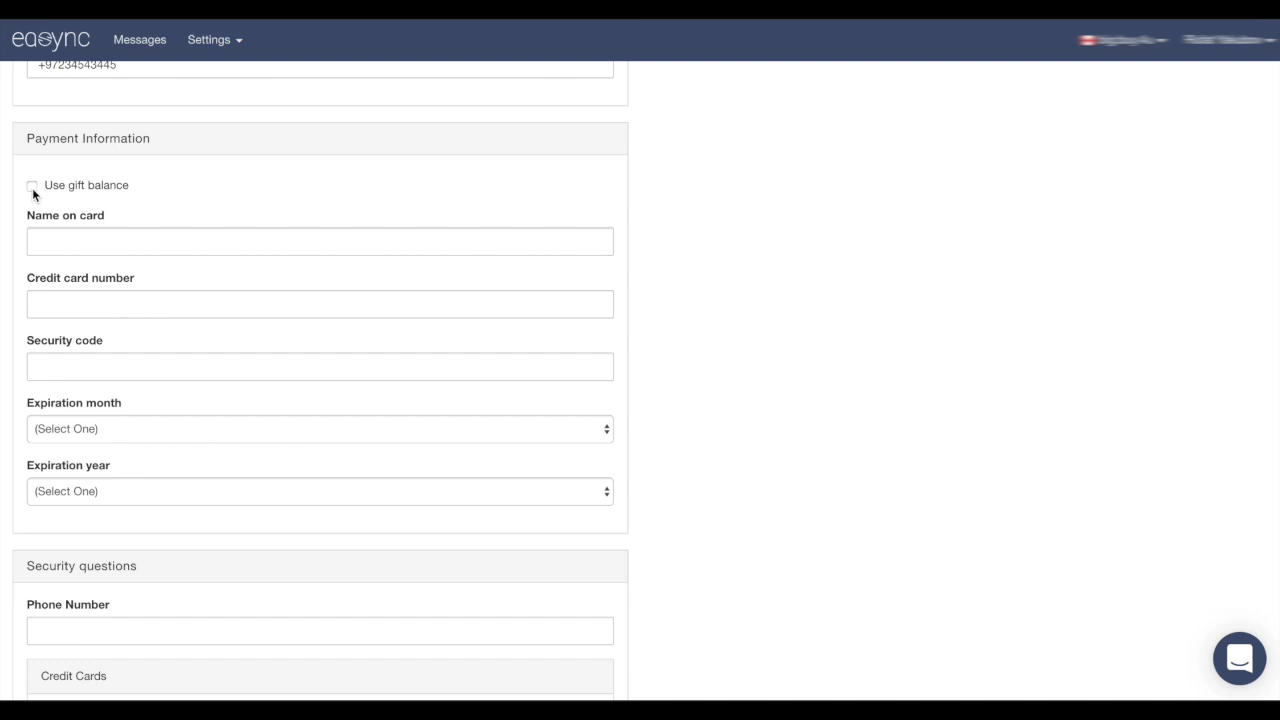 easync Messages Settings
+97234543445
Payment Information
Use gift balance
Name on card
Credit card number
Security code
Expiration month
(Select One)
Expiration year
(Select One)
Security questions
Phone Number
Credit Cards